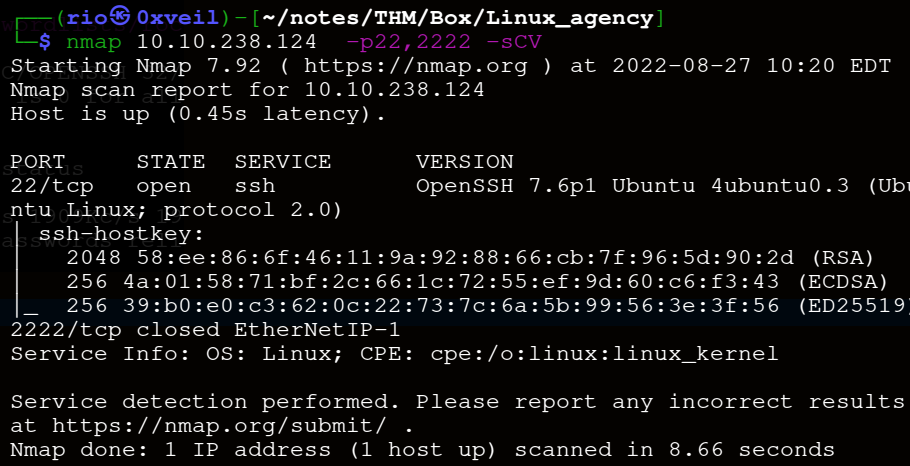 ┌──(rio㉿0xveil)-[~/notes/THM/Box/Linux_agency]
└─$ nmap 10.10.238.124  -p22,2222 -sCV
Starting Nmap 7.92 ( https://nmap.org ) at 2022-08-27 10:20 EDT
Nmap scan report for 10.10.238.124
Host is up (0.45s latency).
PORT     STATE  SERVICE       VERSION
22/tcp   open   ssh           OpenSSH 7.6p1 Ubuntu 4ubuntu0.3 (Ubu
ntu Linux; protocol 2.0)
| ssh-hostkey:
|   2048 58:ee:86:6f:46:11:9a:92:88:66:cb:7f:96:5d:90:2d (RSA)
|   256 4a:01:58:71:bf:2c:66:1c:72:55:ef:9d:60:c6:f3:43 (ECDSA)
|_  256 39:b0:e0:c3:62:0c:22:73:7c:6a:5b:99:56:3e:3f:56 (ED25519)
2222/tcp closed EtherNetIP-1
Service Info: OS: Linux; CPE: cpe:/o:linux:linux_kernel
Service detection performed. Please report any incorrect results
at https://nmap.org/submit/ .
Nmap done: 1 IP address (1 host up) scanned in 8.66 seconds